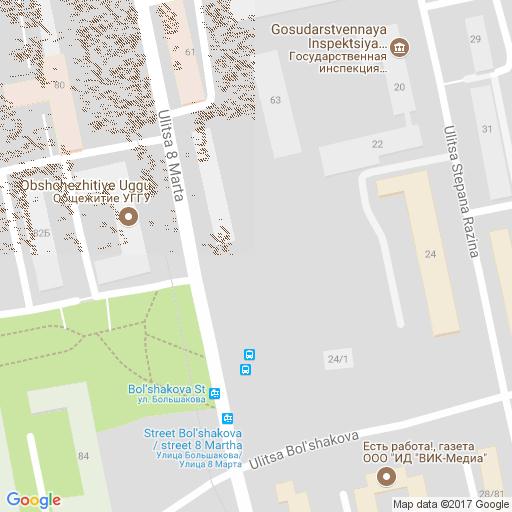 Gosudarstvennaya
Inspektsiya...
Государственная
инспекция...
29
61
80
20
63
31
22
Ulitsa 8 Marta
Ulitsa Stepana Razina
Obshchezhitiye Uggu
Общежитие УГГУ
82Б
24
24/1
Bol'shakova St
ул. Большакова
Street Bol'shakova
/ street 8 Martha
Улица Большакова/
Улица 8 Марта
Ulitsa Bol'shakova
84
Есть работа!, газета
ООО "ИД "ВИК-Медиа"
28/81
Google
Map data ©2017 Google